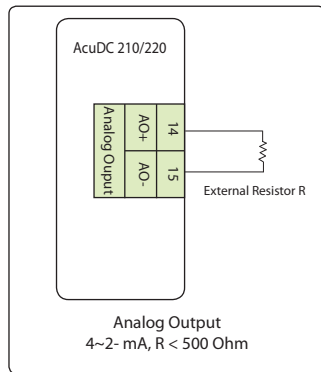 AcuDC 210/220
Analog Ouput
AO+
14
AO-
15
External Resistor R
Analog Output
4~2- mA, R < 500 Ohm